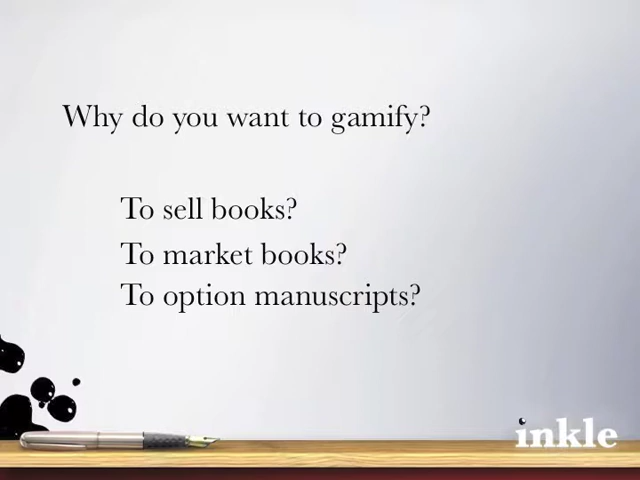 Why do you want to gamify?
To sell books?
To market books?
To option manuscripts?
inkle